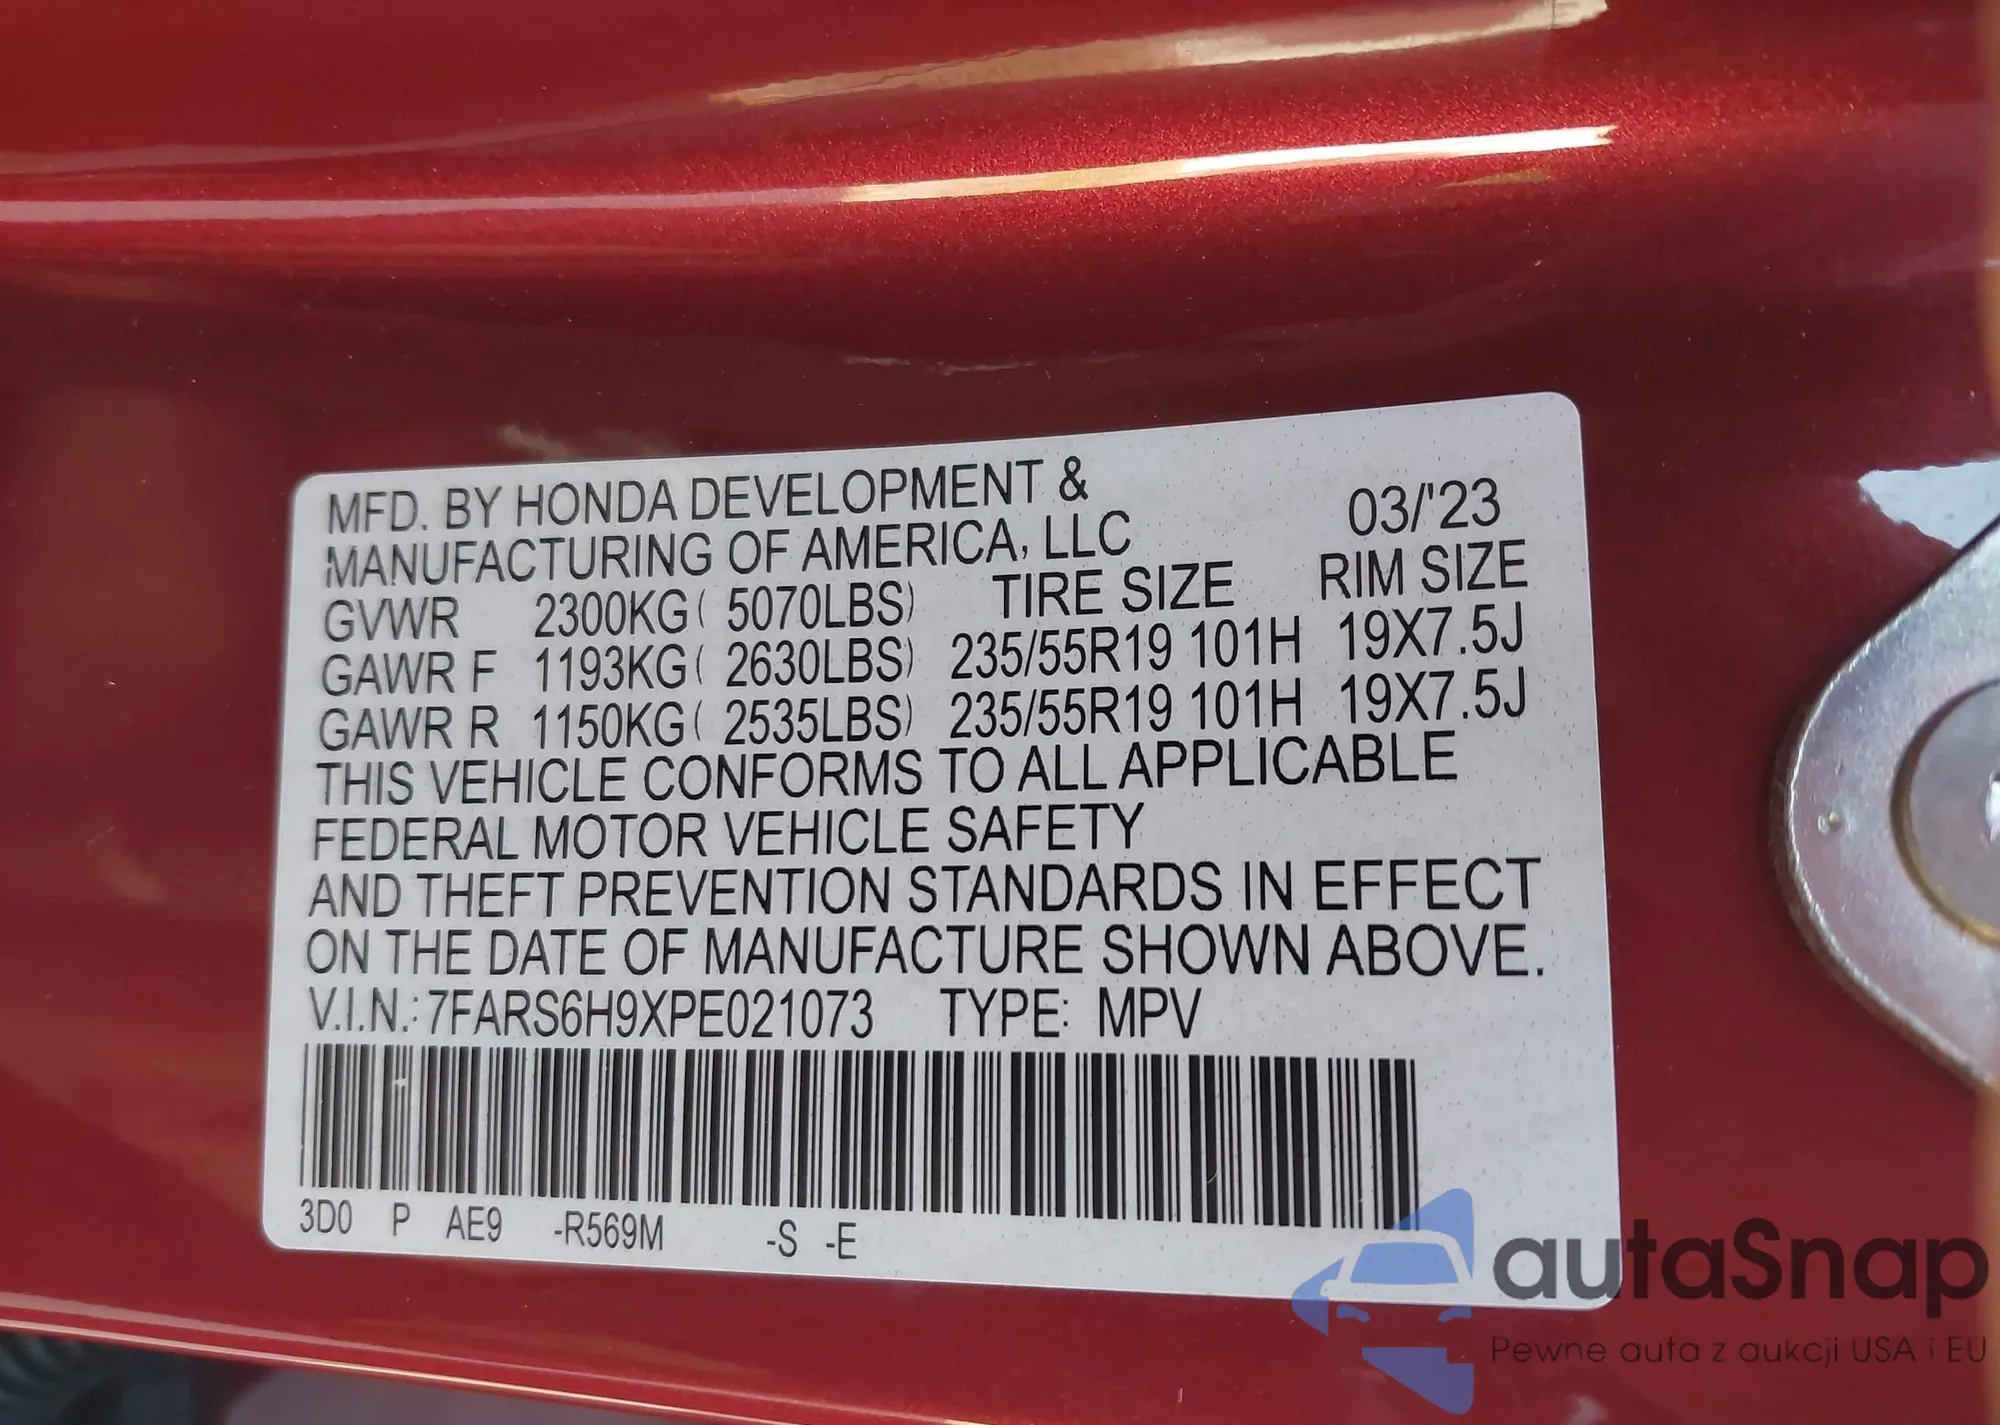 MFD. BY HONDA DEVELOPMENT &
MANUFACTURING OF AMERICA, LLC 03/'23
GVWR 2300KG( 5070LBS) TIRE SIZE RIM SIZE
GAWR F 1193KG( 2630LBS) 235/55R19 101H 19X7.5J
GAWR R 1150KG( 2535LBS) 235/55R19 101H 19X7.5J
THIS VEHICLE CONFORMS TO ALL APPLICABLE
FEDERAL MOTOR VEHICLE SAFETY
AND THEFT PREVENTION STANDARDS IN EFFECT
ON THE DATE OF MANUFACTURE SHOWN ABOVE.
V.I.N.: 7FARS6H9XPE021073 TYPE: MPV
3D0 P AE9 -R569M -S -E
autaSnap
Pewne auta z aukcji USA i EU